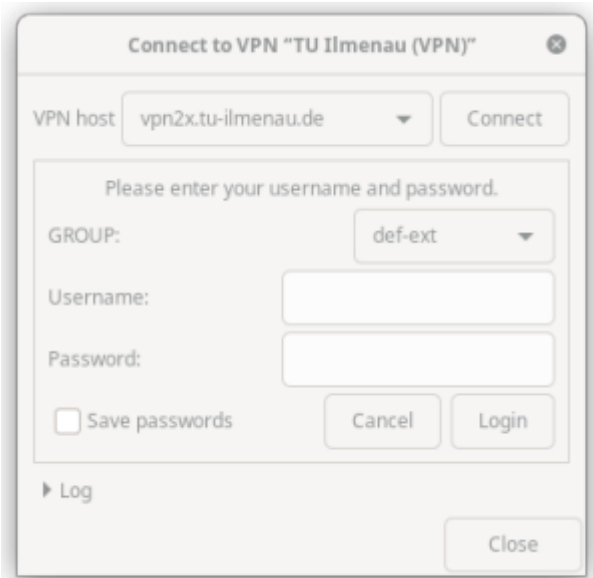 Connect to VPN “TU Ilmenau (VPN)”
VPN host vpn2x.tu-ilmenau.de Connect
Please enter your username and password.
GROUP: def-ext
Username:
Password:
Save passwords Cancel Login
Log
Close